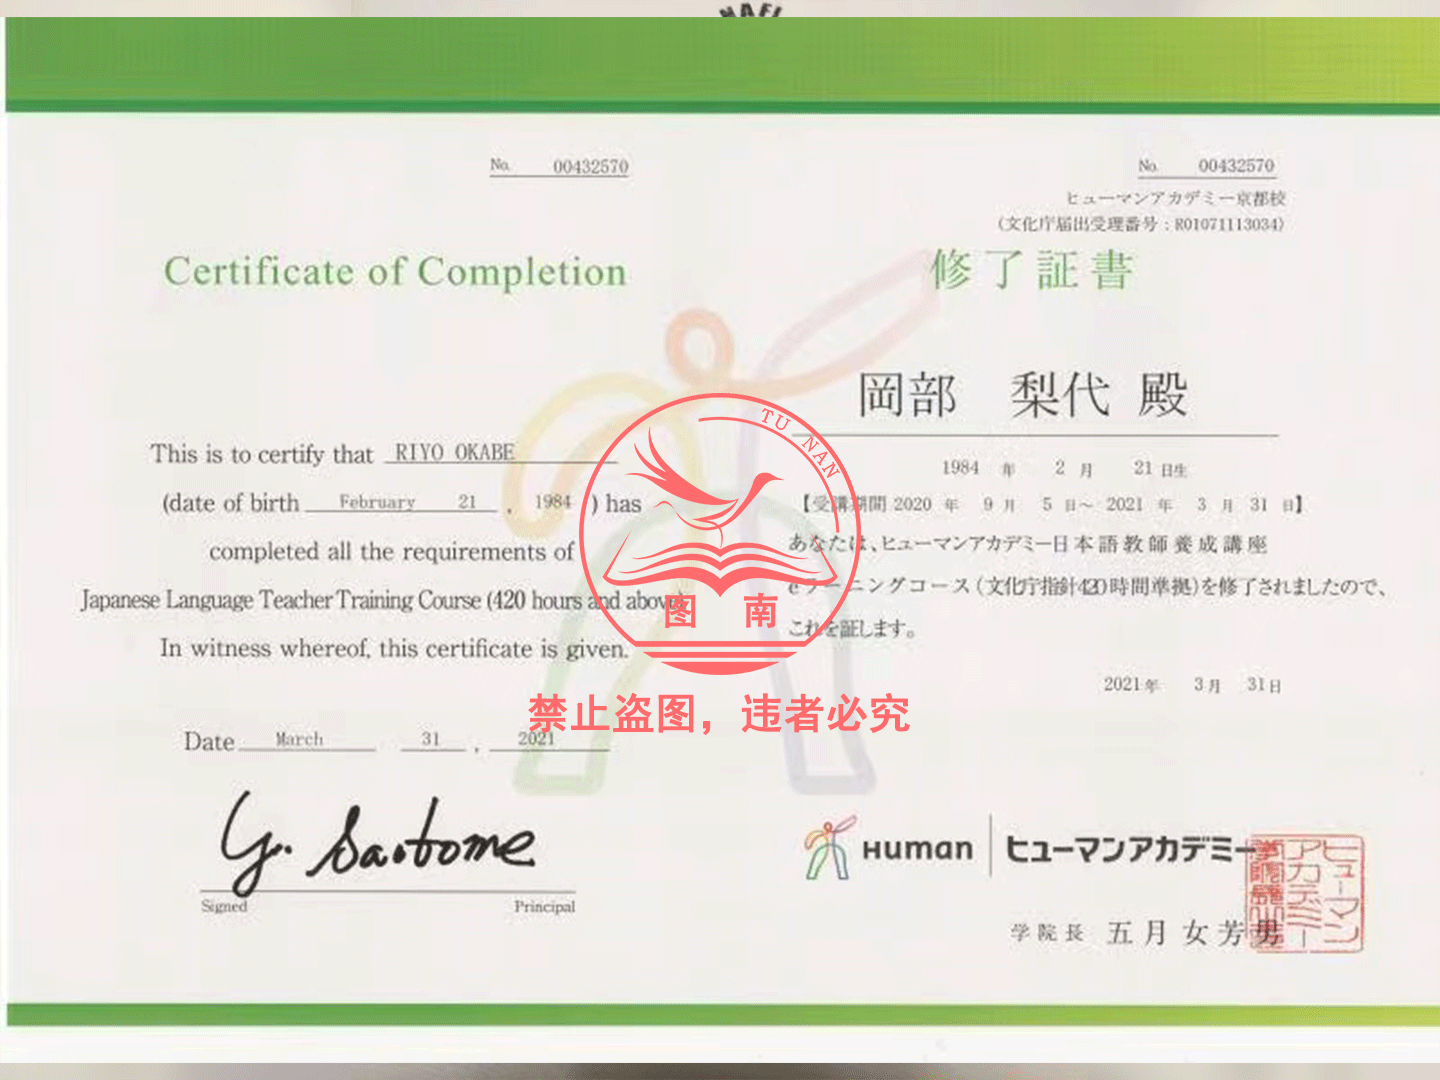 No. 00432570
Certificate of Completion
This is to certify that RIYO OKABE
(date of birth February 21 , 1984 ) has
completed all the requirements of
Japanese Language Teacher Training Course (420 hours and above)
In witness whereof, this certificate is given.
Date March 31 , 2021
y. Saotome
Signed Principal
No. 00432570
ヒューマンアカデミー京都校
(文化庁届出受理番号:R01071113034)
修了証書
岡部 梨代 殿
1984 年 2 月 21 日生
【受講期間 2020 年 9 月 5 日～ 2021 年 3 月 31 日】
あなたは、ヒューマンアカデミー日本語教師養成講座
eラーニングコース(文化庁指針420時間準拠)を修了されましたので、
これを証します。
2021 年 3 月 31 日
Human ヒューマンアカデミー
学院長 五月女芳男
ヒューマン
アカデミー
TU NAN
图 南
禁止盗图，违者必究